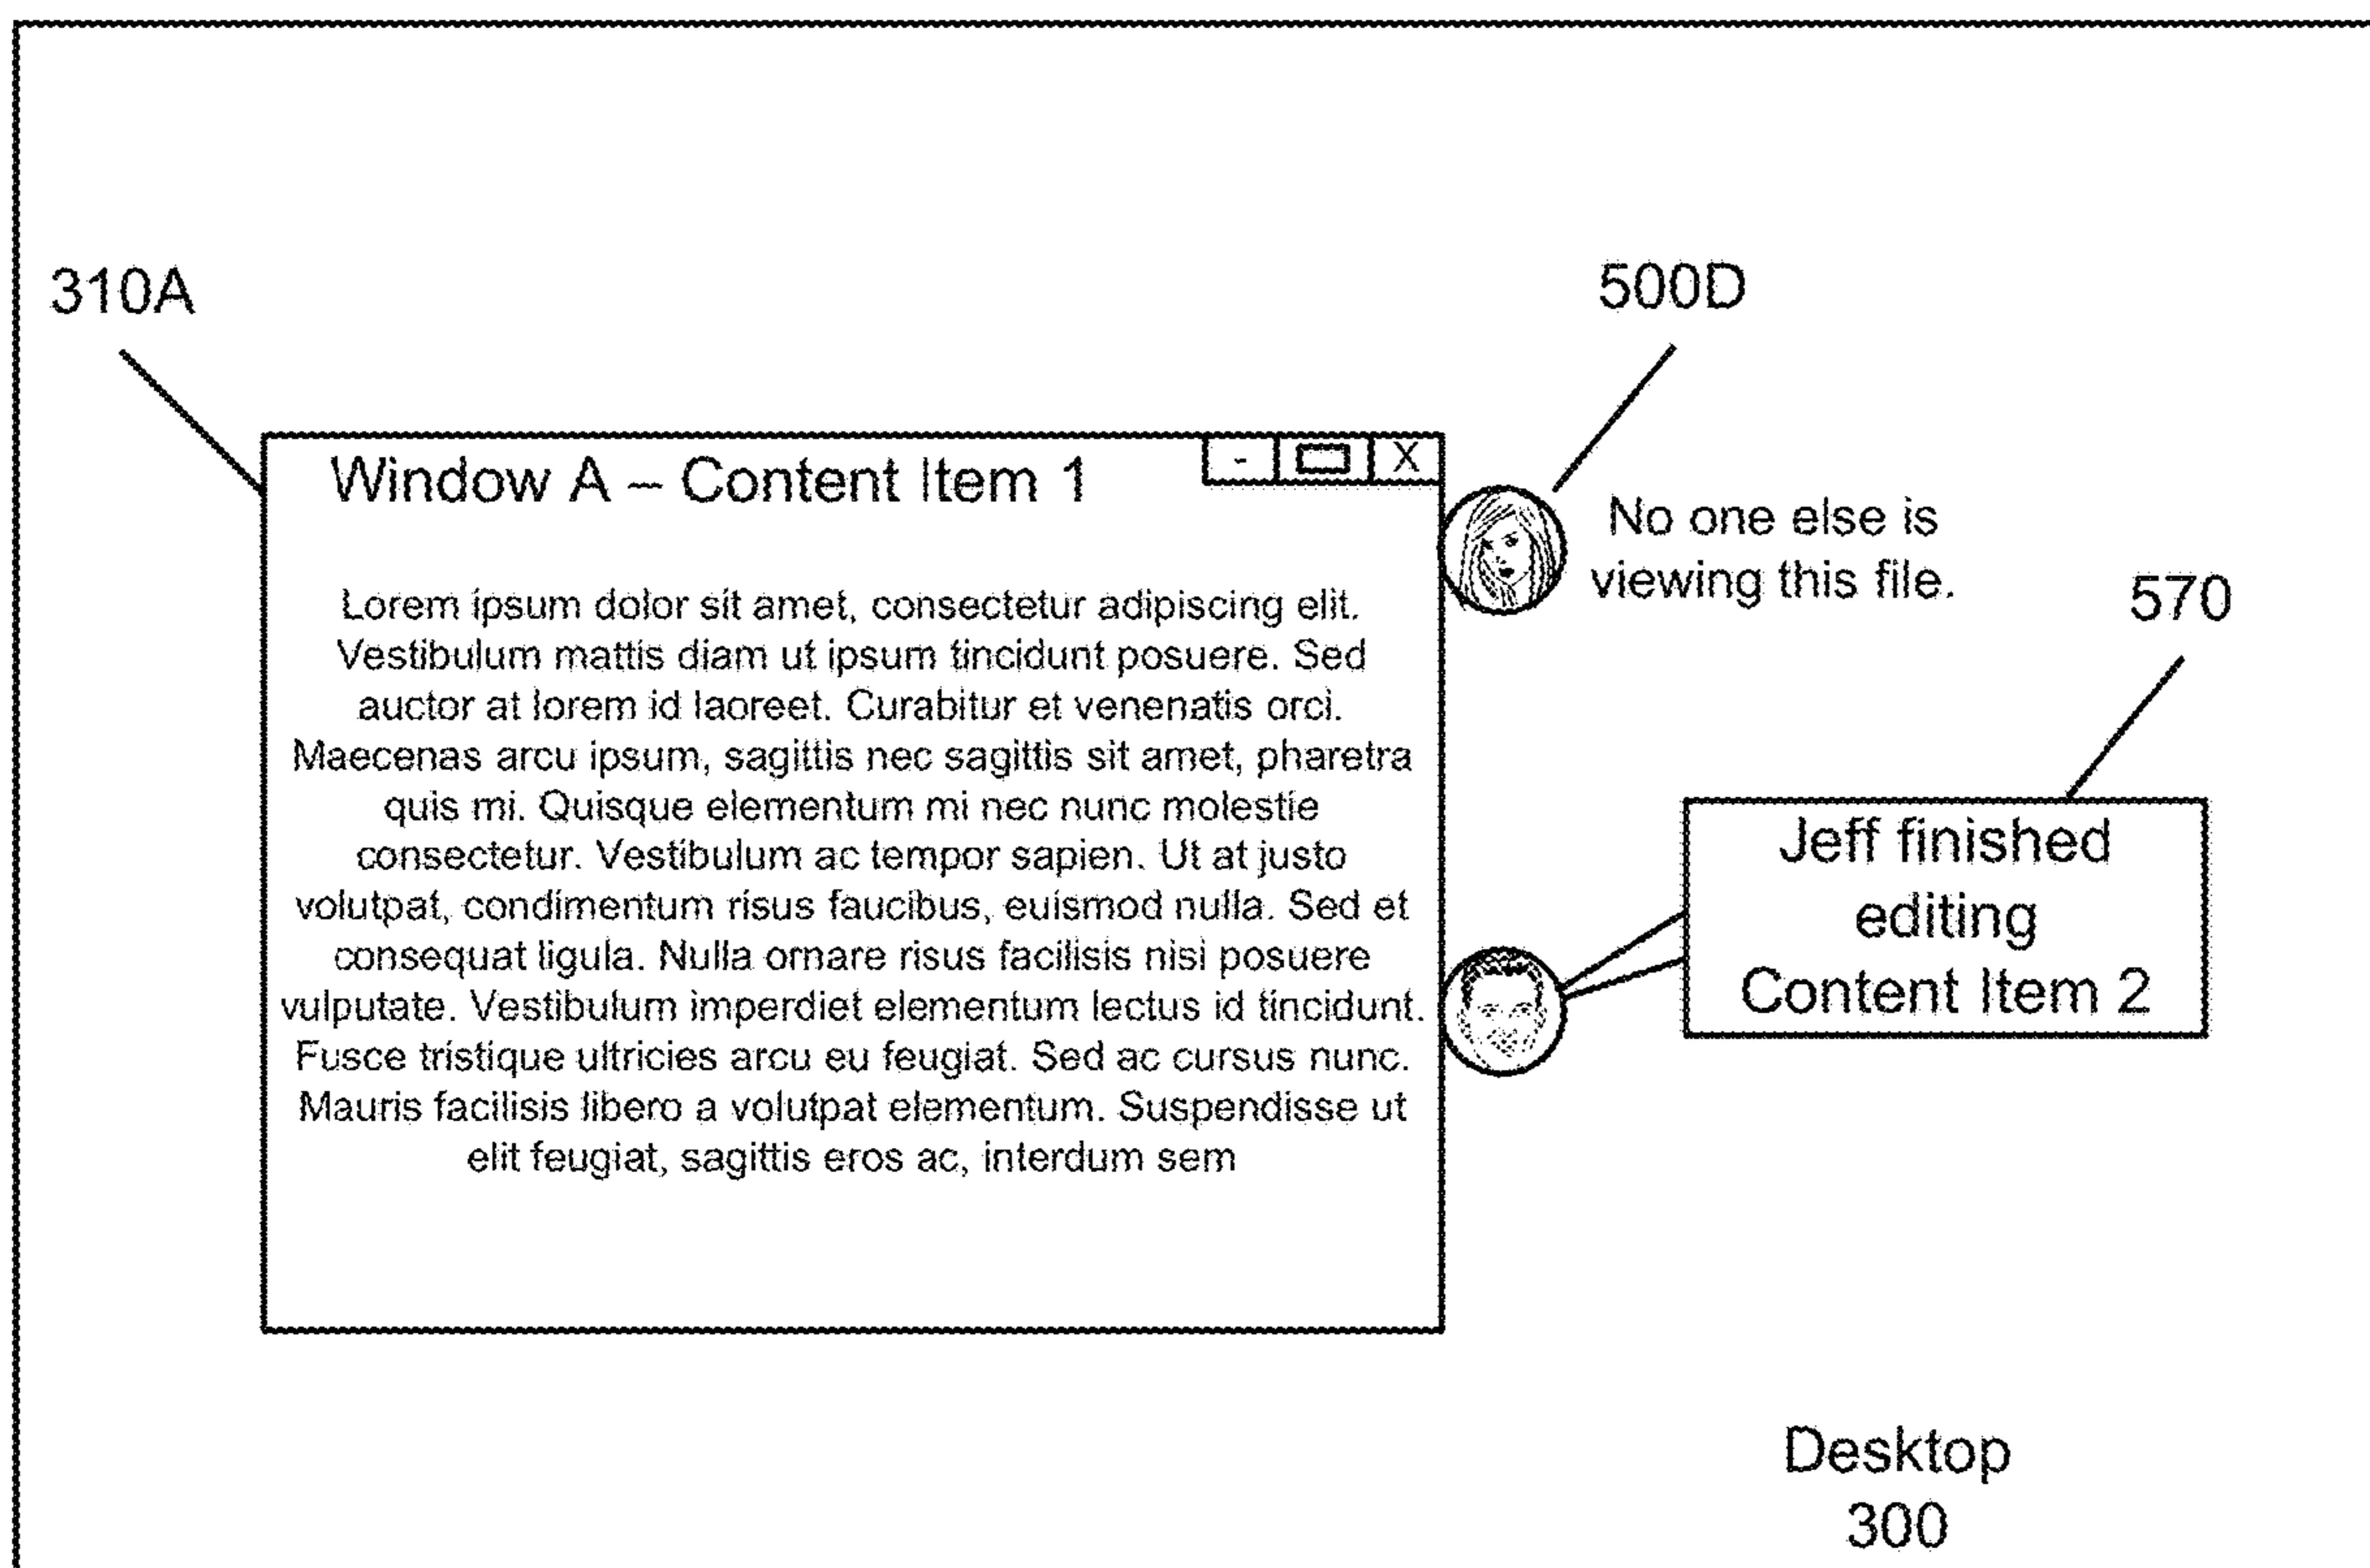 310A
500D
Window A – Content Item 1
- X
No one else is
viewing this file.
570
Lorem ipsum dolor sit amet, consectetur adipiscing elit.
Vestibulum mattis diam ut ipsum tincidunt posuere. Sed
auctor at lorem id laoreet. Curabitur et venenatis orci.
Maecenas arcu ipsum, sagittis nec sagittis sit amet, pharetra
quis mi. Quisque elementum mi nec nunc molestie
consectetur. Vestibulum ac tempor sapien. Ut at justo
volutpat, condimentum risus faucibus, euismod nulla. Sed et
consequat ligula. Nulla ornare risus facilisis nisi posuere
vulputate. Vestibulum imperdiet elementum lectus id tincidunt.
Fusce tristique ultricies arcu eu feugiat. Sed ac cursus nunc.
Mauris facilisis libero a volutpat elementum. Suspendisse ut
elit feugiat, sagittis eros ac, interdum sem
Jeff finished
editing
Content Item 2
Desktop
300